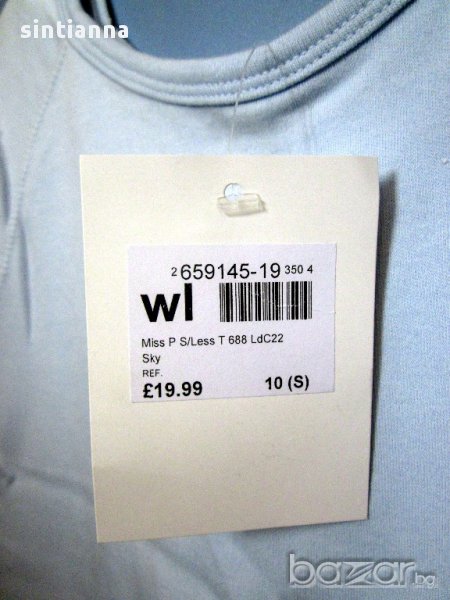 sintianna
2 659145-19 350 4
wl
Miss P S/Less T 688 LdC22
Sky
REF.
£19.99 10 (S)
bazar.bg